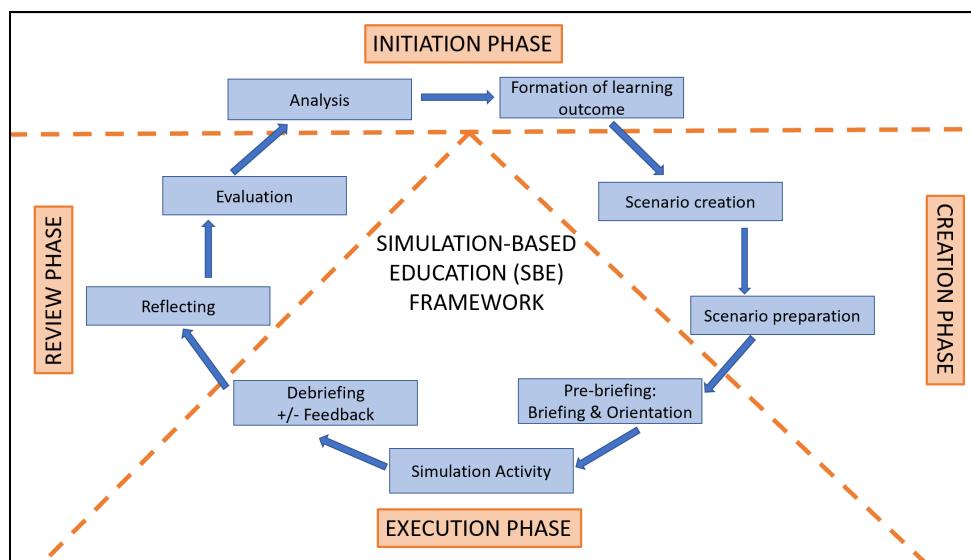 INITIATION PHASE
Analysis
Formation of learning
outcome
Evaluation
Scenario creation
REVIEW PHASE
SIMULATION-BASED
EDUCATION (SBE)
FRAMEWORK
CREATION PHASE
Reflecting
Scenario preparation
Debriefing
+/- Feedback
Pre-briefing:
Briefing & Orientation
Simulation Activity
EXECUTION PHASE